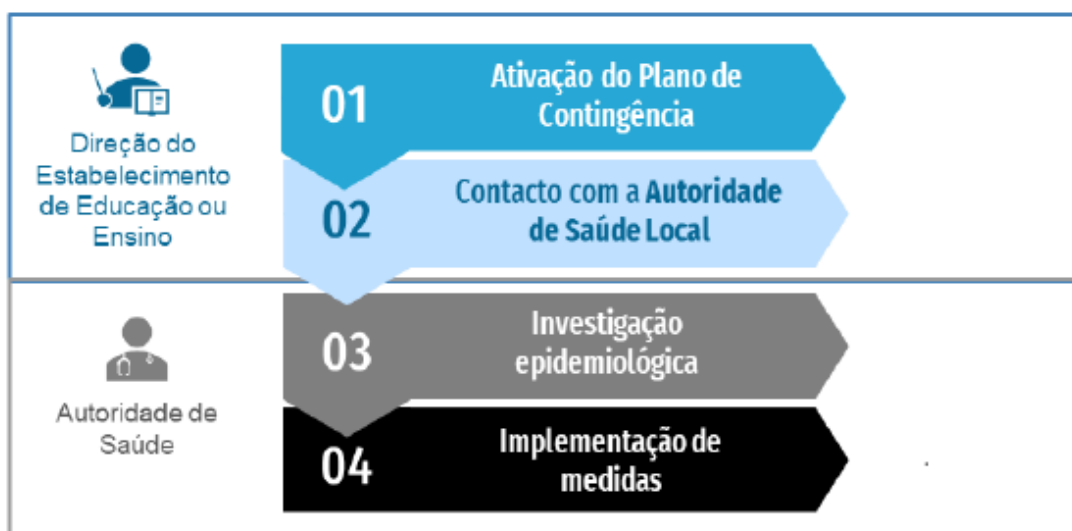 Direção do
Estabelecimento
de Educação ou
Ensino
01
Ativação do Plano de
Contingência
02
Contacto com a Autoridade
de Saúde Local
Autoridade de
Saúde
03
Investigação
epidemiológica
04
Implementação de
medidas